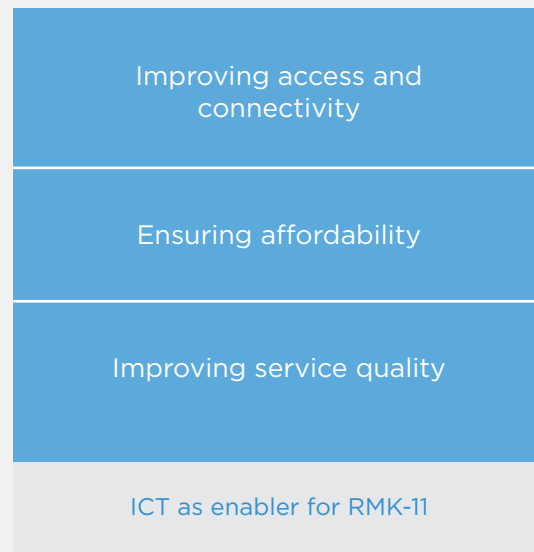 Improving access and
connectivity
Ensuring affordability
Improving service quality
ICT as enabler for RMK-11